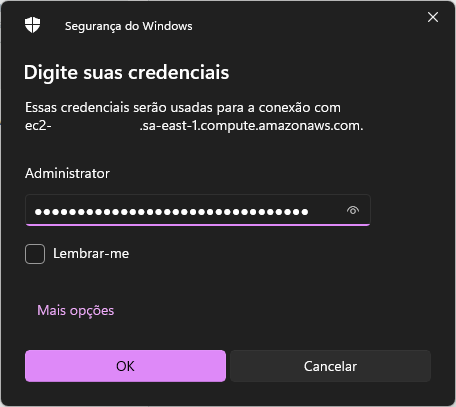 Segurança do Windows
Digite suas credenciais
Essas credenciais serão usadas para a conexão com
ec2- .sa-east-1.compute.amazonaws.com.
Administrator
••••••••••••••••••••••••••••••••
Lembrar-me
Mais opções
OK
Cancelar